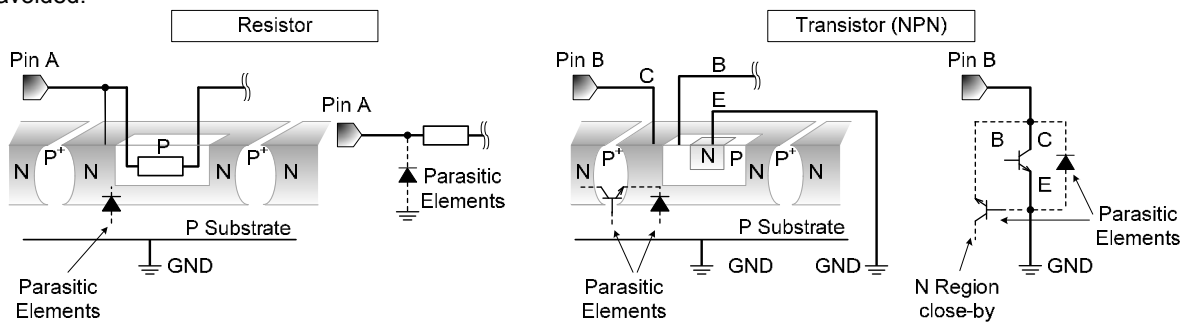 avoided.
Resistor
Transistor (NPN)
Pin A
Pin A
N
P+
N
P
N
P+
N
Parasitic
Elements
P Substrate
GND
Parasitic
Elements
Pin B
C
B
E
N
P+
N
N
P
N
P+
N
P Substrate
GND
GND
Parasitic
Elements
Pin B
B
C
E
Parasitic
Elements
GND
N Region
close-by